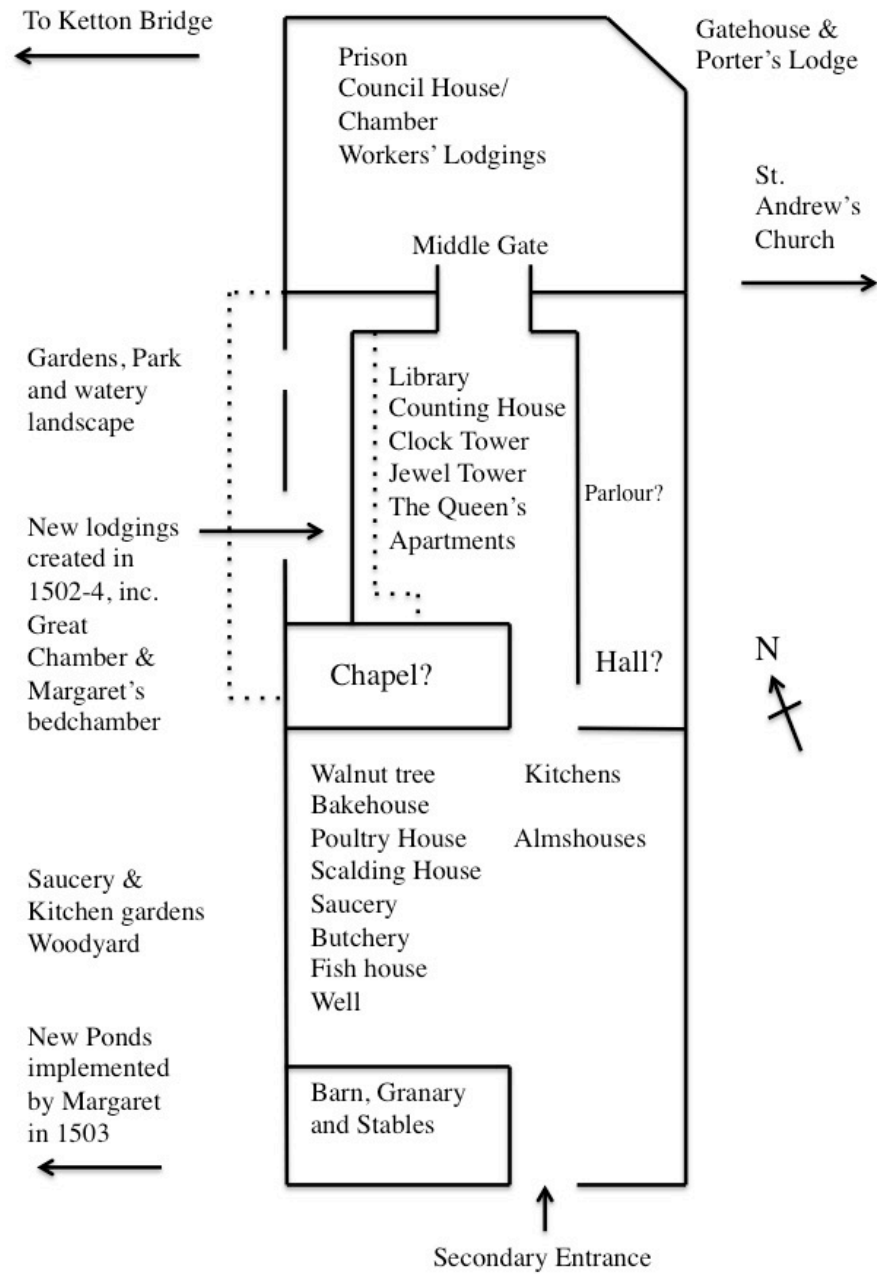 To Ketton Bridge
Gatehouse &
Porter's Lodge
Prison
Council House/
Chamber
Workers' Lodgings
St.
Andrew's
Church
Middle Gate
Gardens, Park
and watery
landscape
Library
Counting House
Clock Tower
Jewel Tower
The Queen's
Apartments
Parlour?
New lodgings
created in
1502-4, inc.
Great
Chamber &
Margaret's
bedchamber
Chapel?
Hall?
N
Walnut tree
Bakehouse
Poultry House
Scalding House
Saucery
Butchery
Fish house
Well
Kitchens
Almshouses
Saucery &
Kitchen gardens
Woodyard
New Ponds
implemented
by Margaret
in 1503
Barn, Granary
and Stables
Secondary Entrance